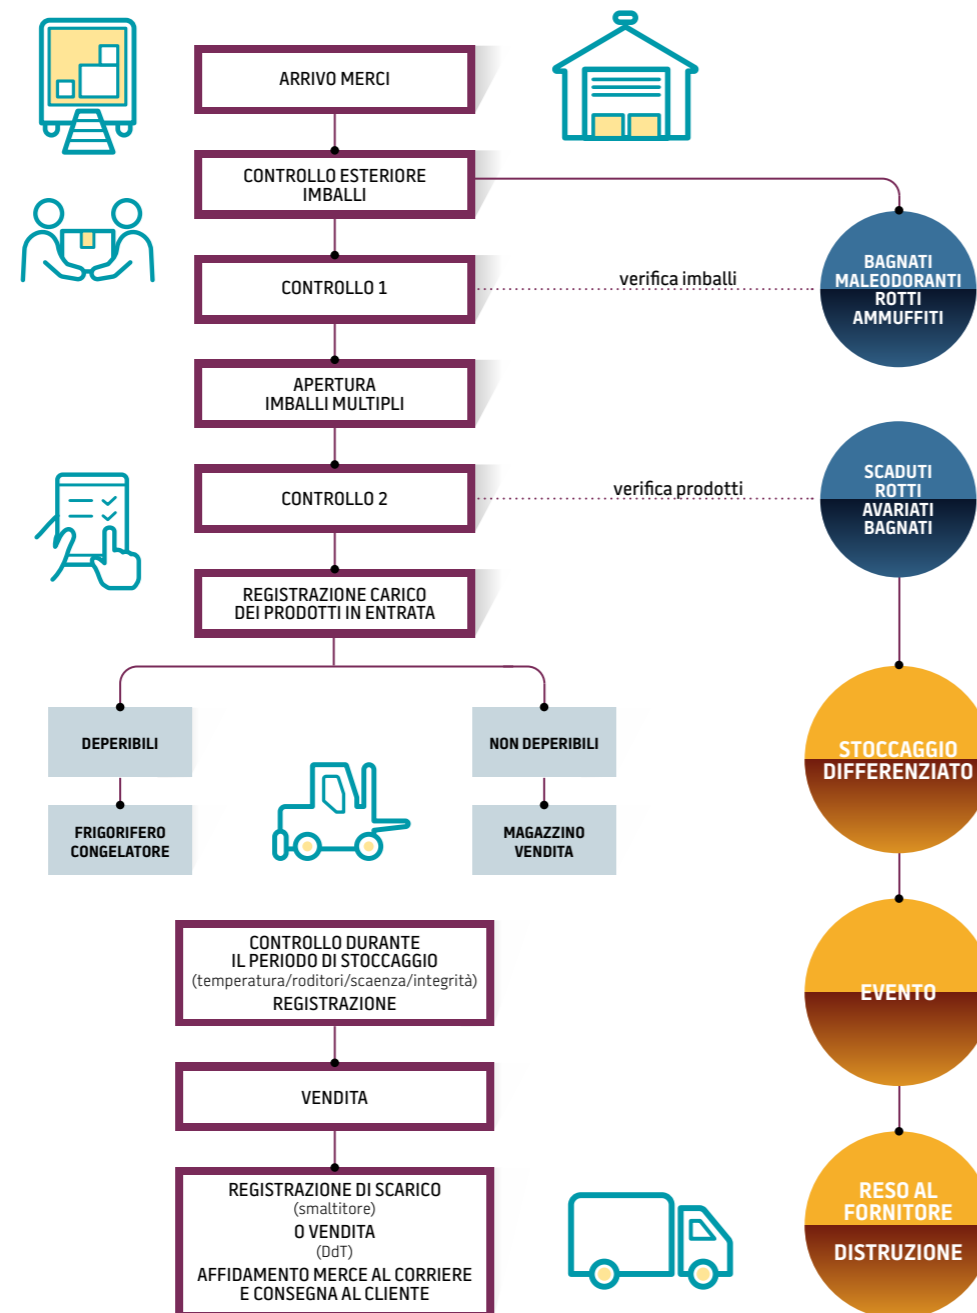 ARRIVO MERCI
CONTROLLO ESTERIORE
IMBALLI
CONTROLLO 1
verifica imballi
BAGNATI
MALEODORANTI
ROTTI
AMMUFFITI
APERTURA
IMBALLI MULTIPLI
CONTROLLO 2
verifica prodotti
SCADUTI
ROTTI
AVARIATI
BAGNATI
REGISTRAZIONE CARICO
DEI PRODOTTI IN ENTRATA
DEPERIBILI
NON DEPERIBILI
STOCCAGGIO
DIFFERENZIATO
FRIGORIFERO
CONGELATORE
MAGAZZINO
VENDITA
CONTROLLO DURANTE
IL PERIODO DI STOCCAGGIO
(temperatura/roditori/scaenza/integrità)
REGISTRAZIONE
EVENTO
VENDITA
REGISTRAZIONE DI SCARICO
(smaltitore)
O VENDITA
(DdT)
AFFIDAMENTO MERCE AL CORRIERE
E CONSEGNA AL CLIENTE
RESO AL
FORNITORE
DISTRUZIONE